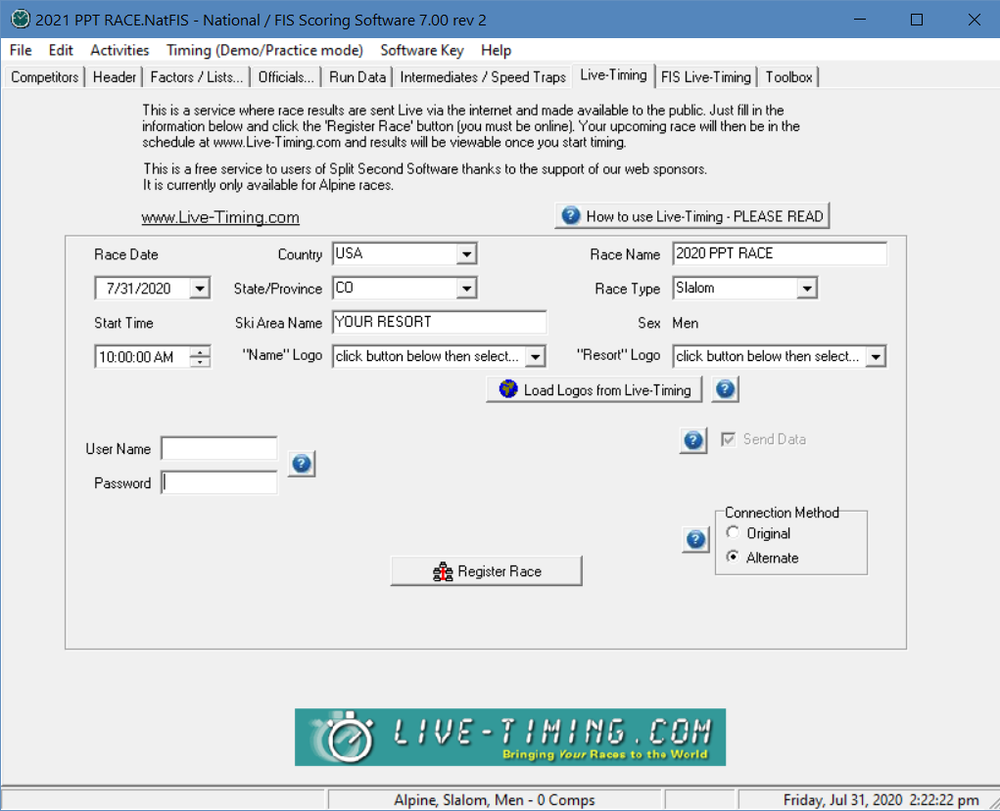 2021 PPT RACE.NatFIS - National / FIS Scoring Software 7.00 rev 2
File Edit Activities Timing (Demo/Practice mode) Software Key Help
Competitors Header Factors / Lists... Officials... Run Data Intermediates / Speed Traps Live-Timing FIS Live-Timing Toolbox
This is a service where race results are sent Live via the internet and made available to the public. Just fill in the
information below and click the 'Register Race' button (you must be online). Your upcoming race will then be in the
schedule at www.Live-Timing.com and results will be viewable once you start timing.
This is a free service to users of Split Second Software thanks to the support of our web sponsors.
It is currently only available for Alpine races.
www.Live-Timing.com
? How to use Live-Timing - PLEASE READ
Race Date Country USA Race Name 2020 PPT RACE
7/31/2020 State/Province CO Race Type Slalom
Start Time Ski Area Name YOUR RESORT Sex Men
10:00:00 AM "Name" Logo click button below then select... "Resort" Logo click button below then select...
Load Logos from Live-Timing ?
User Name ? Send Data
?
Password
Connection Method
? Original
Alternate
Register Race
LIVE-TIMING.COM
Bringing Your Races to the World
Alpine, Slalom, Men - 0 Comps Friday, Jul 31, 2020 2:22:22 pm